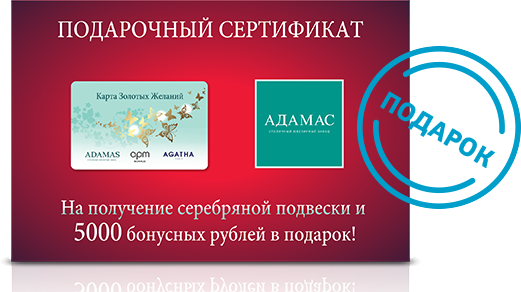 ПОДАРОЧНЫЙ СЕРТИФИКАТ
Карта Золотых Желаний
ADAMAS
AGATHA
АДАМАС
СТОЛИЧНЫЙ ЮВЕЛИРНЫЙ ЗАВОД
ПОДАРОК
На получение серебряной подвески и
5000 бонусных рублей в подарок!